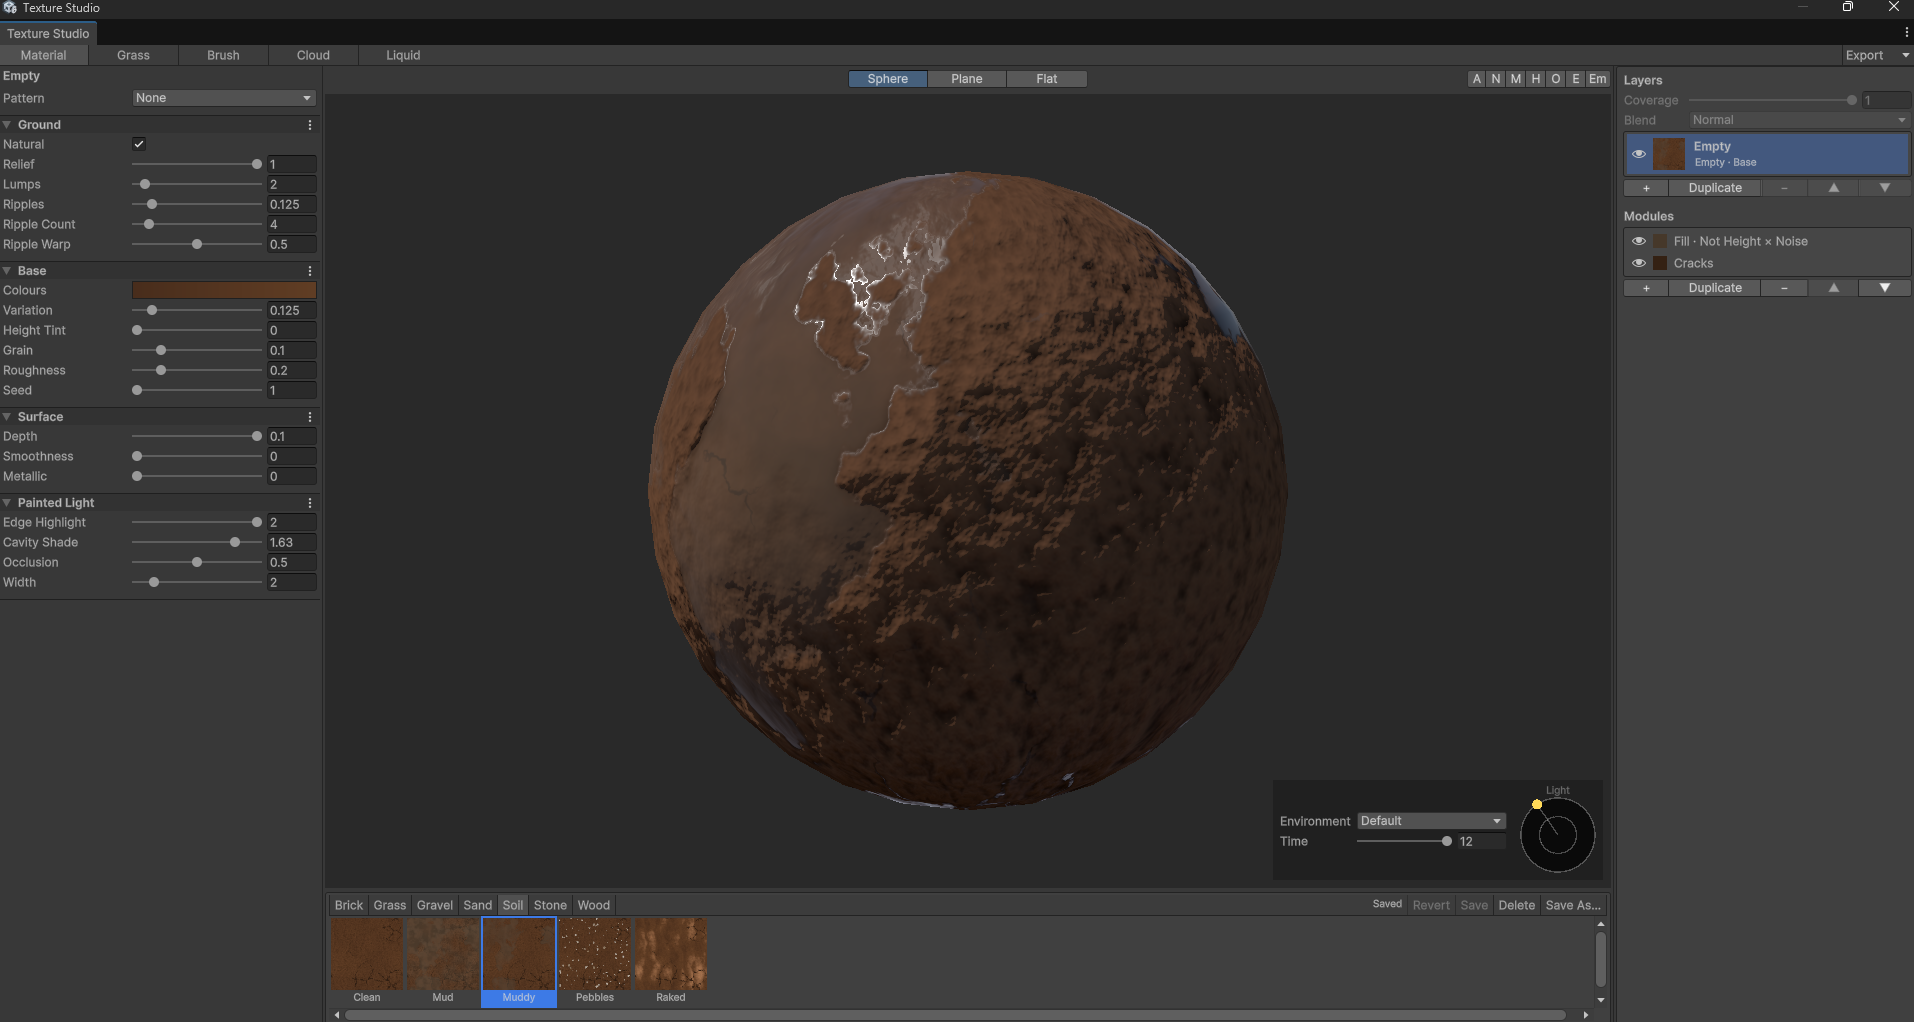 Texture Studio
Texture Studio
Material Grass Brush Cloud Liquid Export
Empty
Pattern None
Ground
Natural
Relief 1
Lumps 2
Ripples 0.125
Ripple Count 4
Ripple Warp 0.5
Base
Colours
Variation 0.125
Height Tint 0
Grain 0.1
Roughness 0.2
Seed 1
Surface
Depth 0.1
Smoothness 0
Metallic 0
Painted Light
Edge Highlight 2
Cavity Shade 1.63
Occlusion 0.5
Width 2
Sphere Plane Flat A N M H O E Em
Light
Environment Default
Time 12
Brick Grass Gravel Sand Soil Stone Wood Saved Revert Save Delete Save As...
Clean Mud Muddy Pebbles Raked
Layers
Coverage 1
Blend Normal
Empty
Empty · Base
+ Duplicate −
Modules
Fill · Not Height × Noise
Cracks
+ Duplicate −